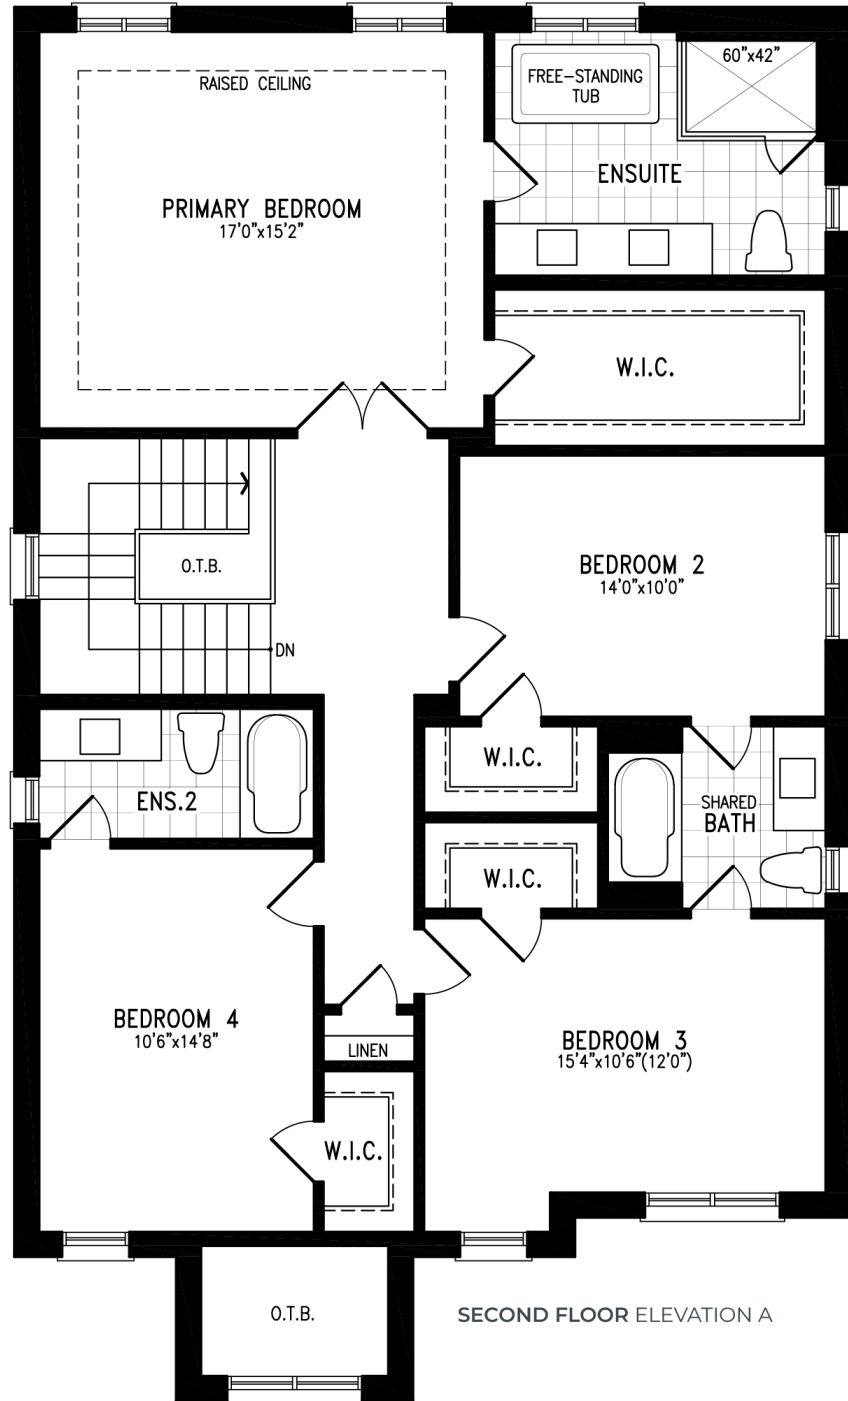 60"x42"
RAISED CEILING
FREE-STANDING
TUB
ENSUITE
PRIMARY BEDROOM
17'0"x15'2"
W.I.C.
O.T.B.
BEDROOM 2
14'0"x10'0"
DN
W.I.C.
ENS.2
SHARED
BATH
W.I.C.
BEDROOM 4
10'6"x14'8"
BEDROOM 3
15'4"x10'6"(12'0")
LINEN
W.I.C.
O.T.B.
SECOND FLOOR ELEVATION A